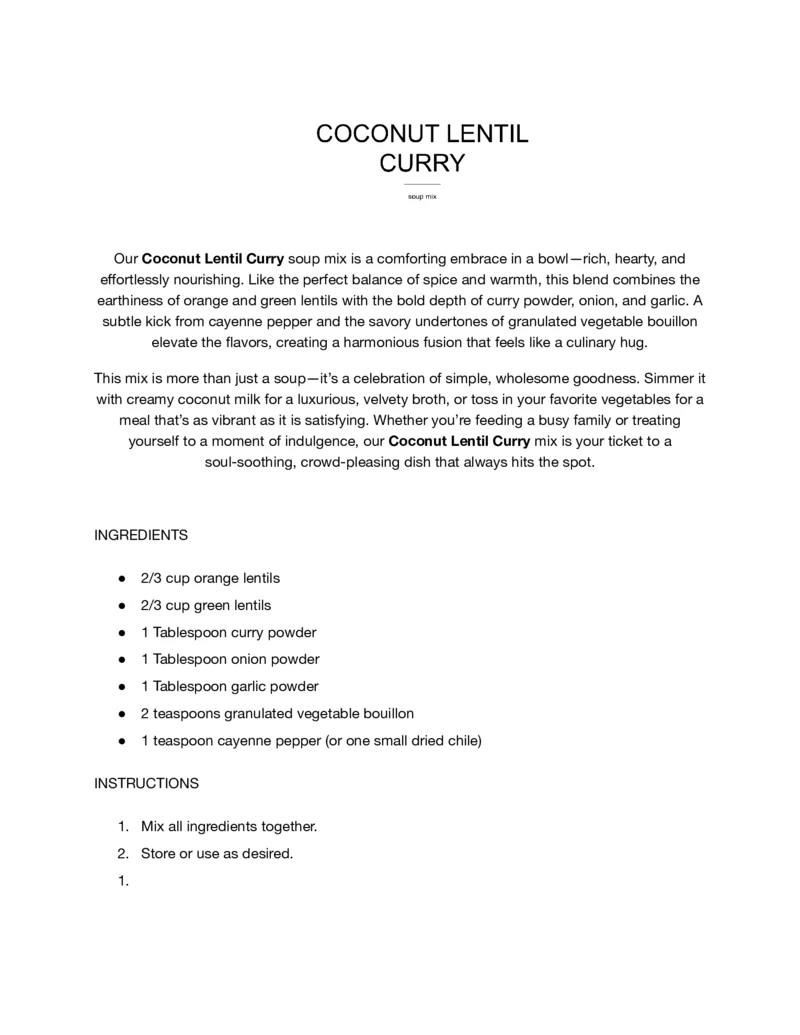 COCONUT LENTIL
CURRY
soup mix
Our Coconut Lentil Curry soup mix is a comforting embrace in a bowl—rich, hearty, and
effortlessly nourishing. Like the perfect balance of spice and warmth, this blend combines the
earthiness of orange and green lentils with the bold depth of curry powder, onion, and garlic. A
subtle kick from cayenne pepper and the savory undertones of granulated vegetable bouillon
elevate the flavors, creating a harmonious fusion that feels like a culinary hug.
This mix is more than just a soup—it’s a celebration of simple, wholesome goodness. Simmer it
with creamy coconut milk for a luxurious, velvety broth, or toss in your favorite vegetables for a
meal that’s as vibrant as it is satisfying. Whether you’re feeding a busy family or treating
yourself to a moment of indulgence, our Coconut Lentil Curry mix is your ticket to a
soul-soothing, crowd-pleasing dish that always hits the spot.
INGREDIENTS
● 2/3 cup orange lentils
● 2/3 cup green lentils
● 1 Tablespoon curry powder
● 1 Tablespoon onion powder
● 1 Tablespoon garlic powder
● 2 teaspoons granulated vegetable bouillon
● 1 teaspoon cayenne pepper (or one small dried chile)
INSTRUCTIONS
1. Mix all ingredients together.
2. Store or use as desired.
1.